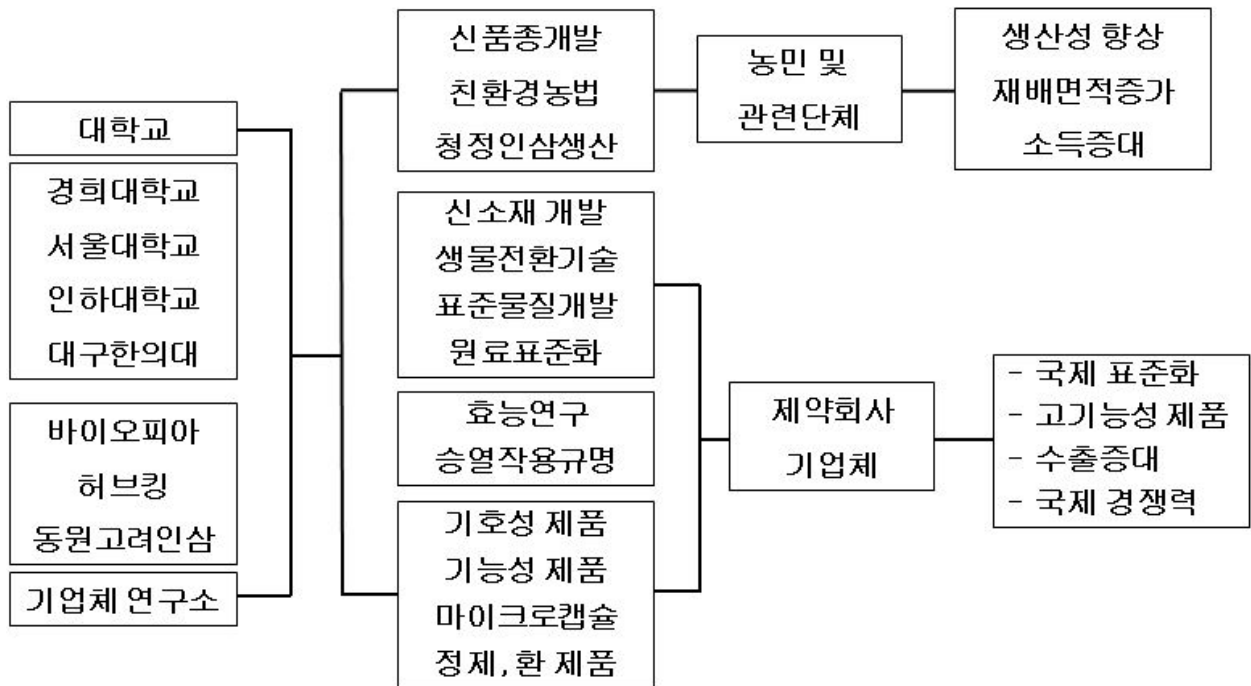 대학교
경희대학교
서울대학교
인하대학교
대구한의대
바이오피아
허브킹
동원고려인삼
기업체 연구소
신품종개발
친환경농법
청정인삼생산
신소재 개발
생물전환기술
표준물질개발
원료표준화
효능연구
승열작용규명
기호성 제품
기능성 제품
마이크로캡슐
정제, 환 제품
농민 및
관련단체
제약회사
기업체
생산성 향상
재배면적증가
소득증대
- 국제 표준화
- 고기능성 제품
- 수출증대
- 국제 경쟁력